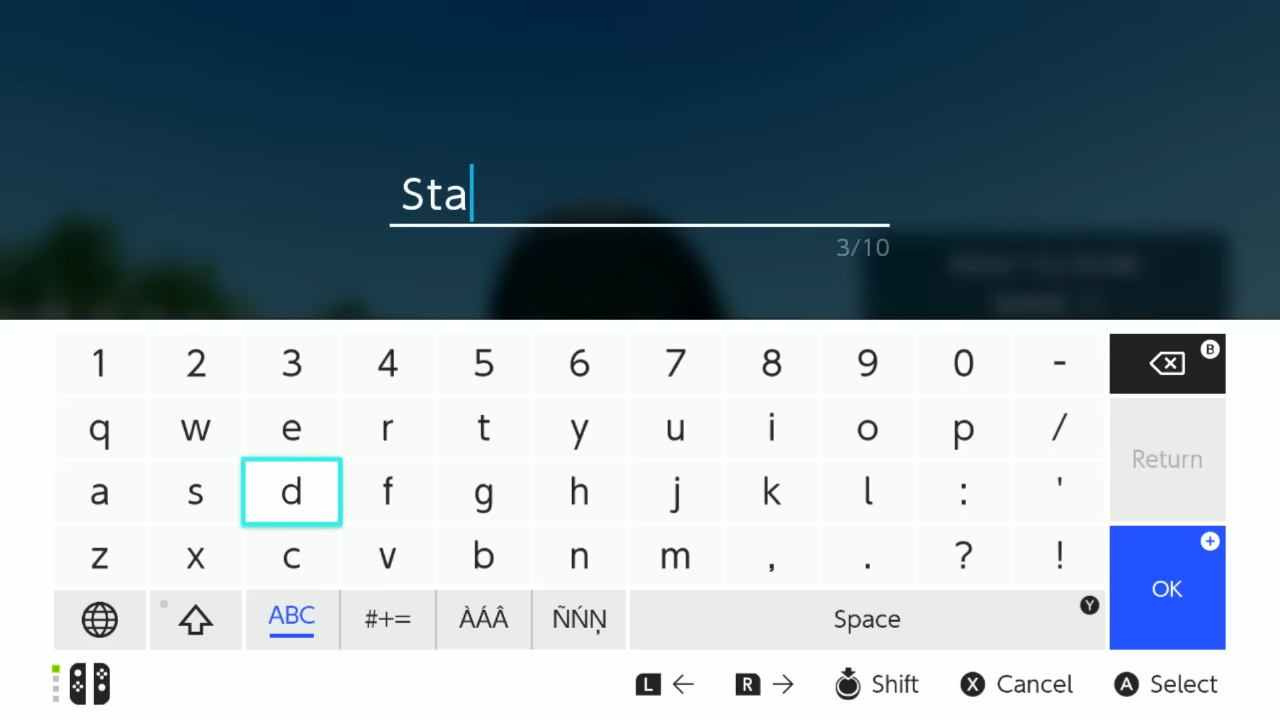 Sta
3/10
1 2 3 4 5 6 7 8 9 0 - B
q w e r t y u i o p / Return
a s d f g h j k l : '
z x c v b n m , . ? ! +
ABC #+= ÀÁÂ ÑŃŅ Space Y OK
L ← R → Shift X Cancel A Select